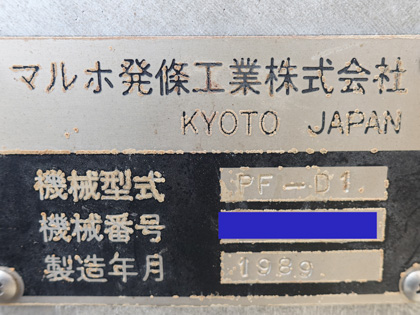 マルホ発條工業株式会社
KYOTO JAPAN
機械型式 PF-D1
機械番号
製造年月 1989.